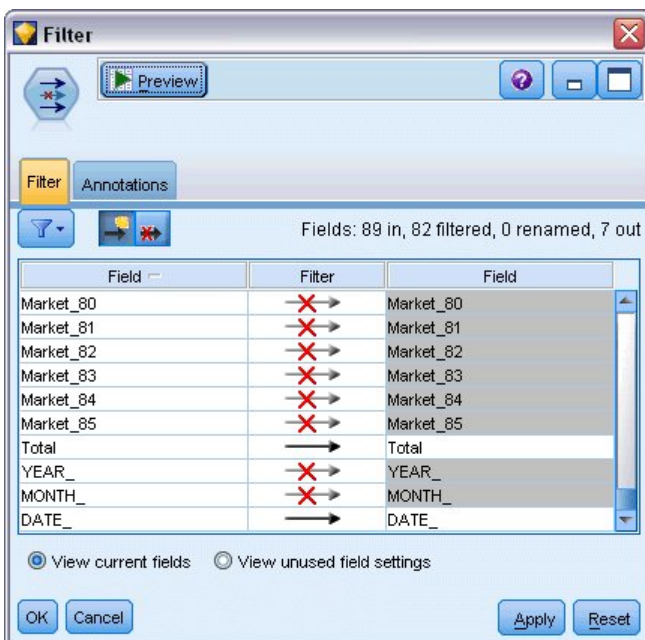 Filter
Preview
Filter Annotations
Fields: 89 in, 82 filtered, 0 renamed, 7 out
Field Filter Field
Market_80 Market_80
Market_81 Market_81
Market_82 Market_82
Market_83 Market_83
Market_84 Market_84
Market_85 Market_85
Total Total
YEAR_ YEAR_
MONTH_ MONTH_
DATE_ DATE_
View current fields View unused field settings
OK Cancel Apply Reset